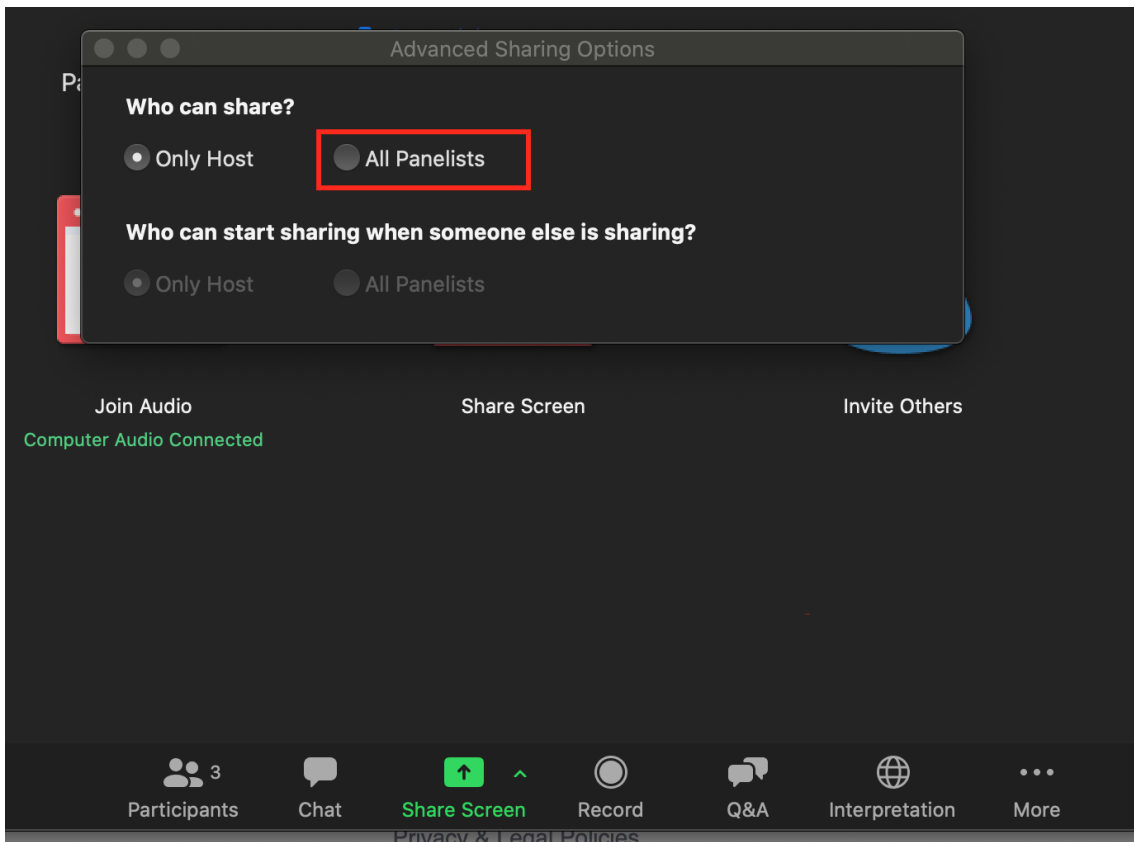 Advanced Sharing Options
Who can share?
Only Host All Panelists
Who can start sharing when someone else is sharing?
Only Host All Panelists
Join Audio Share Screen Invite Others
Computer Audio Connected
3
Participants Chat Share Screen Record Q&A Interpretation More
Privacy & Legal Policies